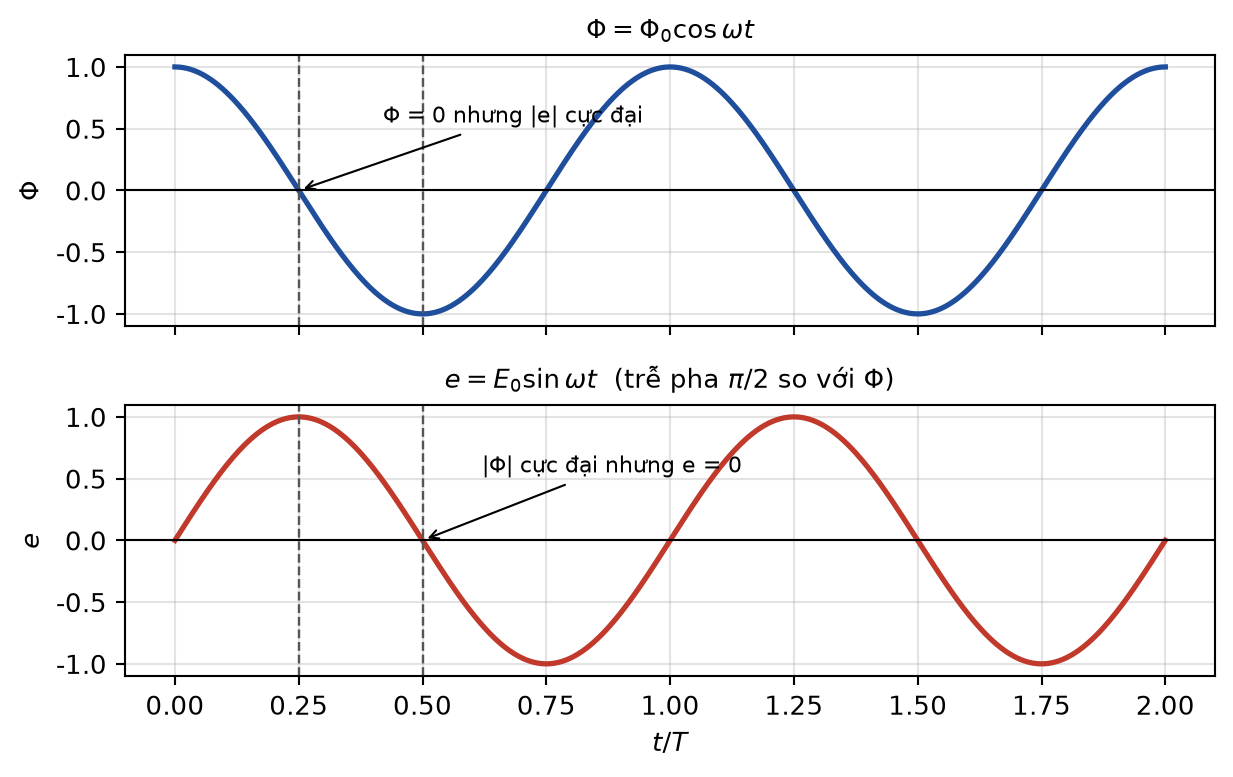 Φ = Φ₀cos ωt
1.0
Φ = 0 nhưng |e| cực đại
0.5
0.0
Φ
-0.5
-1.0
e = E₀sin ωt (trễ pha π/2 so với Φ)
1.0
|Φ| cực đại nhưng e = 0
0.5
0.0
e
-0.5
-1.0
0.00 0.25 0.50 0.75 1.00 1.25 1.50 1.75 2.00
t/T